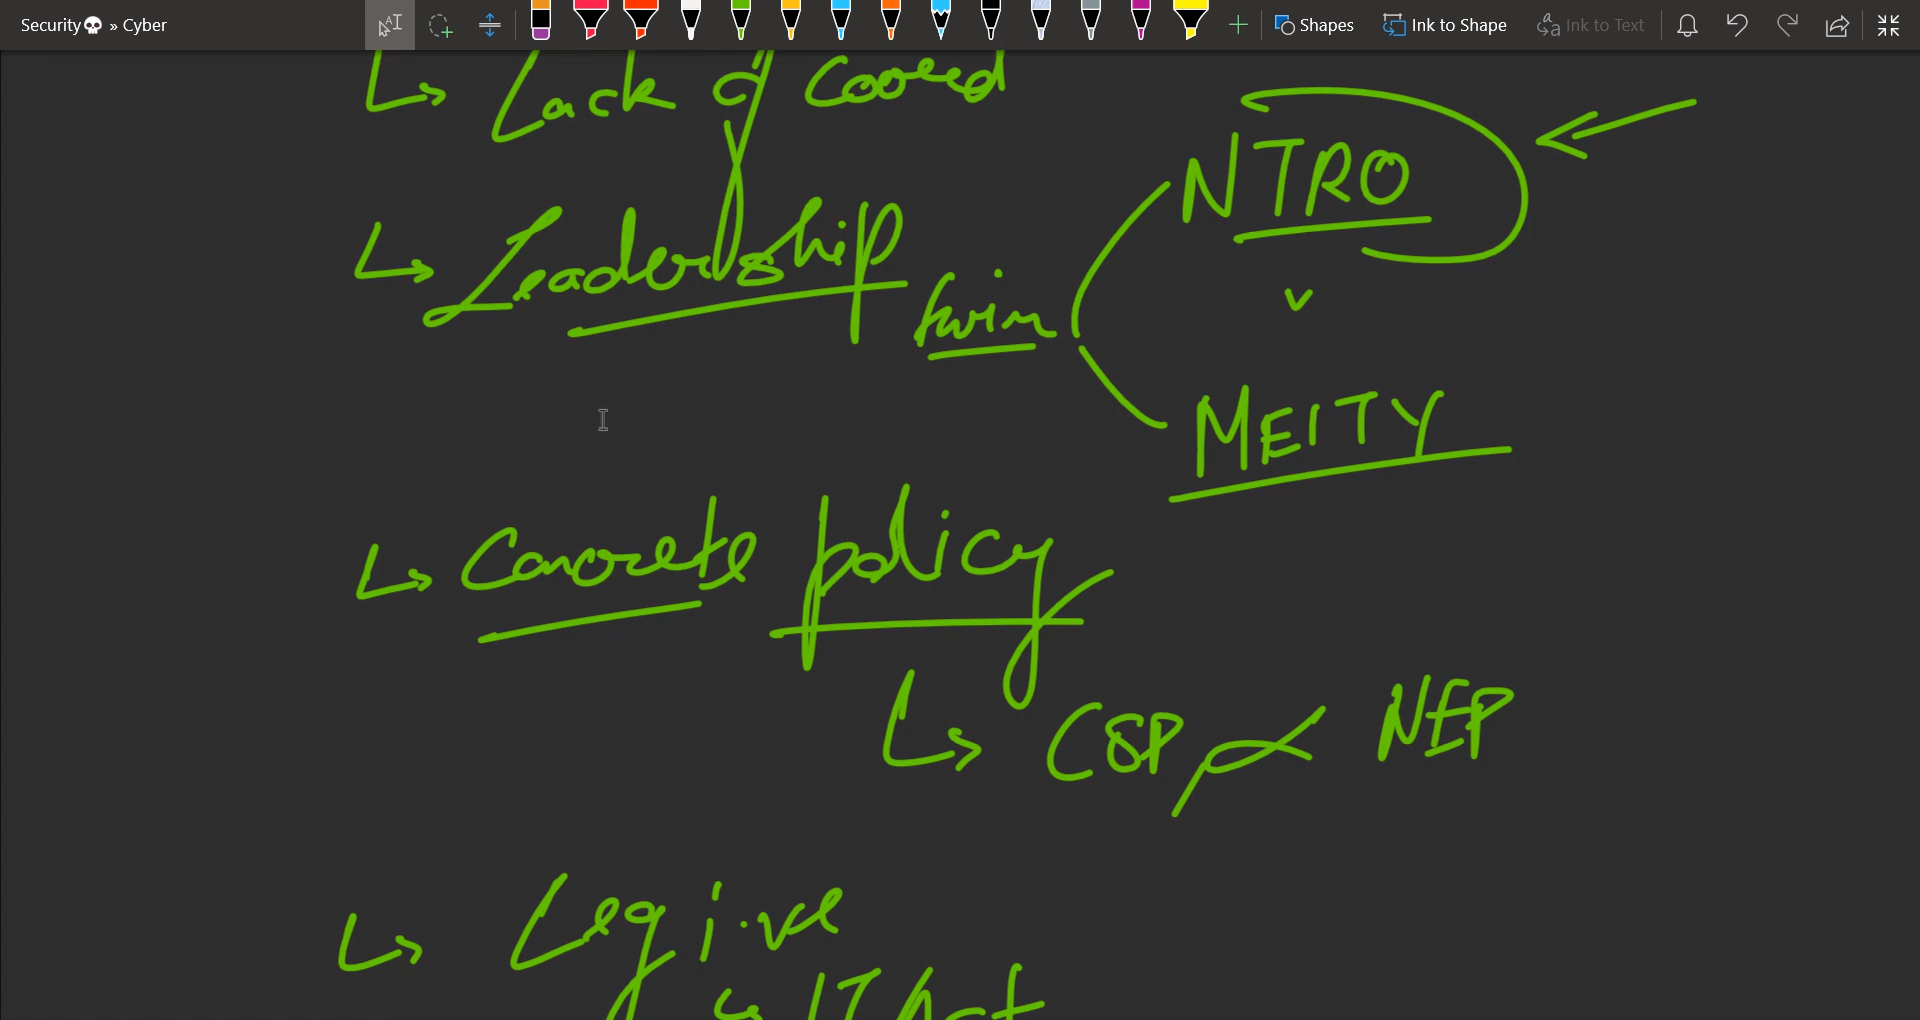 Security💀 » Cyber
Shapes Ink to Shape Ink to Text
↳ Lack of Coored
NTRO
↳ Leadership twin
v
MEITY
↳ Concrete policy
↳ CSP ∝ NEP
↳ Legi.ve
↳ IT Act